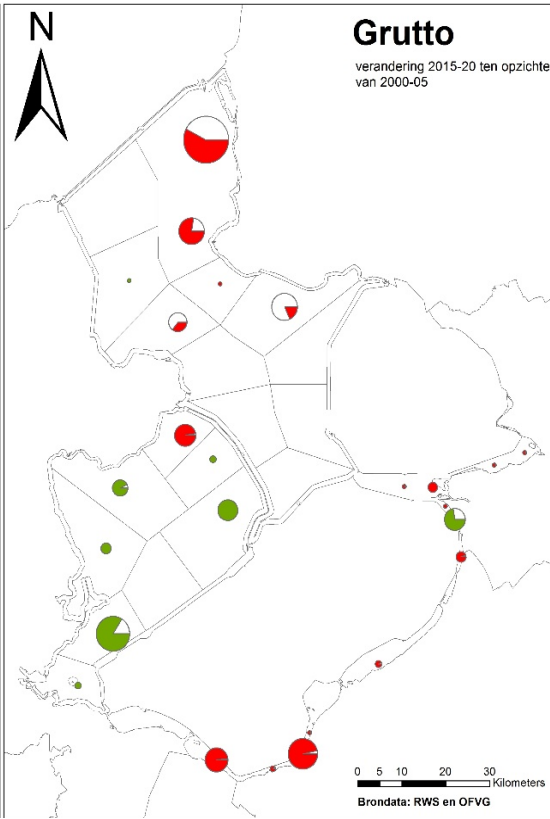 N
Grutto
verandering 2015-20 ten opzichte
van 2000-05
0 5 10 20 30
Kilometers
Brondata: RWS en OFVG